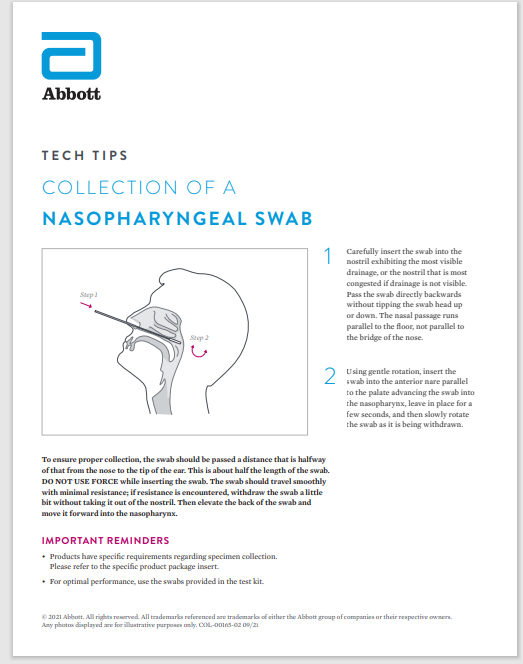 Abbott
TECH TIPS
COLLECTION OF A
NASOPHARYNGEAL SWAB
Step 1
Step 2
1
Carefully insert the swab into the
nostril exhibiting the most visible
drainage, or the nostril that is most
congested if drainage is not visible.
Pass the swab directly backwards
without tipping the swab head up
or down. The nasal passage runs
parallel to the floor, not parallel to
the bridge of the nose.
2
Using gentle rotation, insert the
swab into the anterior nare parallel
to the palate advancing the swab into
the nasopharynx, leave in place for a
few seconds, and then slowly rotate
the swab as it is being withdrawn.
To ensure proper collection, the swab should be passed a distance that is halfway
of that from the nose to the tip of the ear. This is about half the length of the swab.
DO NOT USE FORCE while inserting the swab. The swab should travel smoothly
with minimal resistance; if resistance is encountered, withdraw the swab a little
bit without taking it out of the nostril. Then elevate the back of the swab and
move it forward into the nasopharynx.
IMPORTANT REMINDERS
• Products have specific requirements regarding specimen collection.
Please refer to the specific product package insert.
• For optimal performance, use the swabs provided in the test kit.
© 2021 Abbott. All rights reserved. All trademarks referenced are trademarks of either the Abbott group of companies or their respective owners.
Any photos displayed are for illustrative purposes only. COL-00165-02 09/21